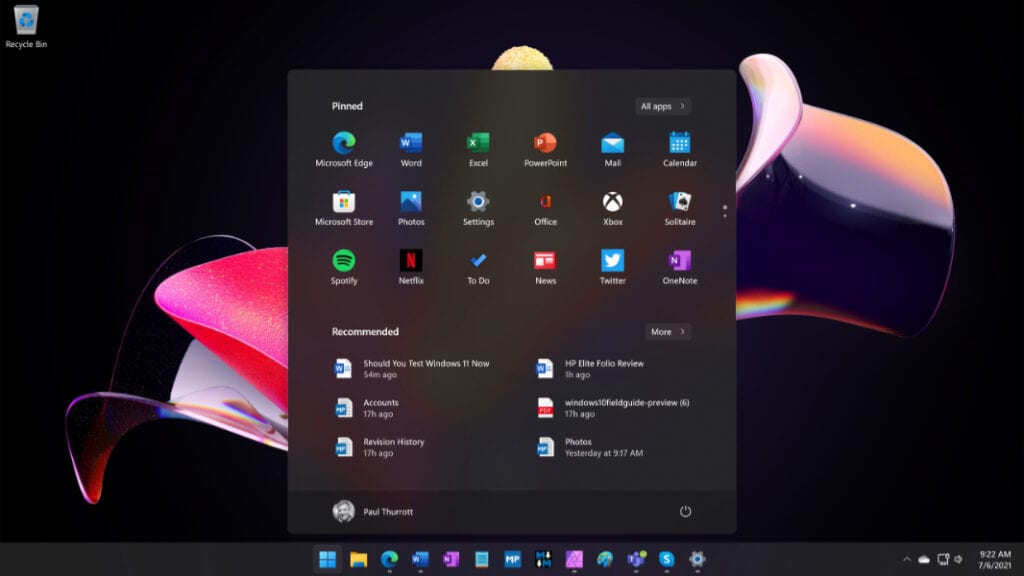 Recycle Bin
Pinned
All apps
Microsoft Edge
Word
Excel
PowerPoint
Mail
Calendar
Microsoft Store
Photos
Settings
Office
Xbox
Solitaire
Spotify
Netflix
To Do
News
Twitter
OneNote
Recommended
More
Should You Test Windows 11 Now
54m ago
HP Elite Folio Review
1h ago
Accounts
17h ago
windows10fieldguide-preview (6)
17h ago
Revision History
17h ago
Photos
Yesterday at 9:17 AM
Paul Thurrott
9:22 AM
7/6/2021